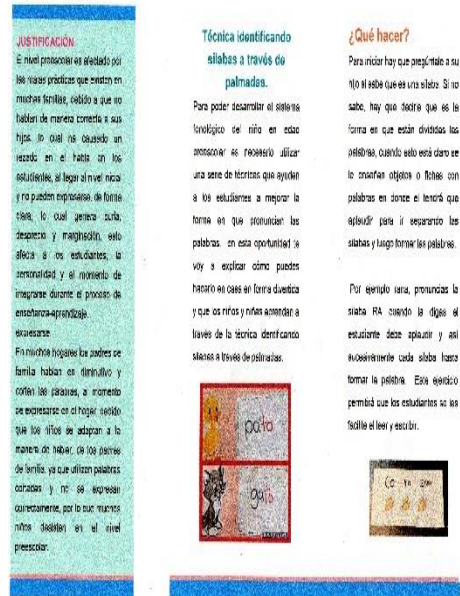 JUSTIFICACIÓN
El nivel preescolar es afectado por
las malas prácticas que existen en
muchas familias, debido a que no
hablan de manera correcta a sus
hijos, lo cual ha causado un
rezado en el habla en los
estudiantes, al llegar al nivel inicial
y no pueden expresarse, de forma
clara, lo cual genera burla,
desprecio y marginación, esto
afecta a los estudiantes, la
personalidad y al momento de
integrarse durante el proceso de
enseñanza-aprendizaje.
expresarse.
En muchos hogares los padres de
familia hablan en diminutivo y
cortan las palabras, a momento
de expresarse en el hogar debido
que los niños se adaptan a la
manera de hablar, de los padres
de familia, ya que utilizan palabras
cortadas y no se expresan
correctamente, por lo que muchos
niños desisten en el nivel
preescolar.
Técnica identificando
silabas a través de
palmadas.
Para poder desarrollar el sistema
fonológico del niño en edad
preescolar es necesario utilizar
una serie de técnicas que ayuden
a los estudiantes a mejorar la
forma en que pronuncian las
palabras. en esta oportunidad te
voy a explicar cómo puedes
hacerlo en casa en forma divertida
y que los niños y niñas aprendan a
través de la técnica identificando
silabas a través de palmadas.
pato
gato
¿Qué hacer?
Para iniciar hay que pregúntale a su
hijo si sabe que es una silaba. Si no
sabe, hay que decirle que es la
forma en que están divididas las
palabras, cuando esto está claro se
le enseñan objetos o fichas con
palabras en donde el tendrá que
aplaudir para ir separando las
silabas y luego formar las palabras.
Por ejemplo rana, pronuncias la
silaba RA cuando la digas el
estudiante debe aplaudir y así
sucesivamente cada silaba hasta
formar la palabra. Este ejercicio
permitirá que los estudiantes se les
facilite el leer y escribir.